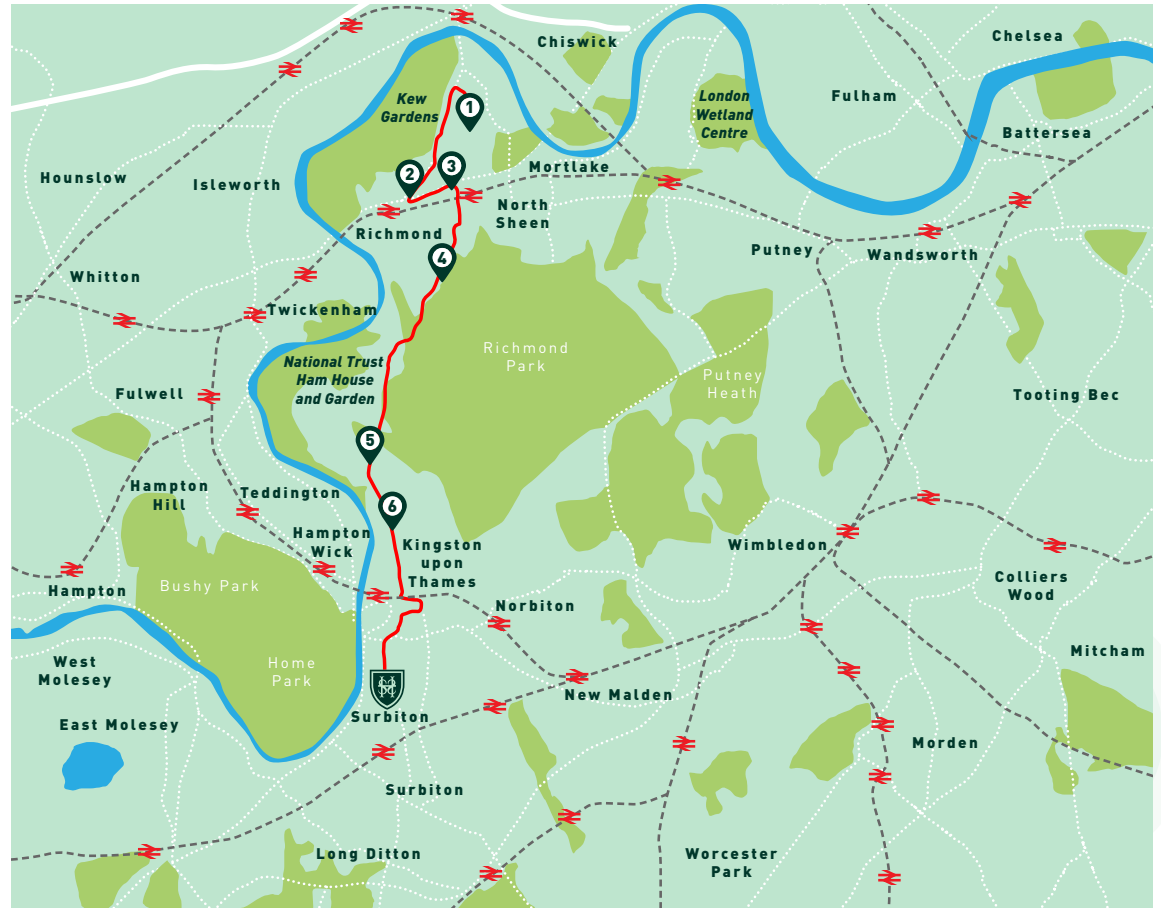 Chelsea
Chiswick
Kew
Gardens
1
London
Wetland
Centre
Fulham
Battersea
Hounslow
Isleworth
2
3
Mortlake
North
Sheen
Richmond
Putney
Wandsworth
4
Whitton
Twickenham
National Trust
Ham House
and Garden
Richmond
Park
Putney
Heath
Fulwell
Tooting Bec
5
Hampton
Hill
Teddington
6
Hampton
Wick
Kingston
upon
Thames
Wimbledon
Hampton
Bushy Park
Norbiton
Colliers
Wood
West
Molesey
Home
Park
Mitcham
New Malden
East Molesey
Surbiton
Morden
Surbiton
Long Ditton
Worcester
Park